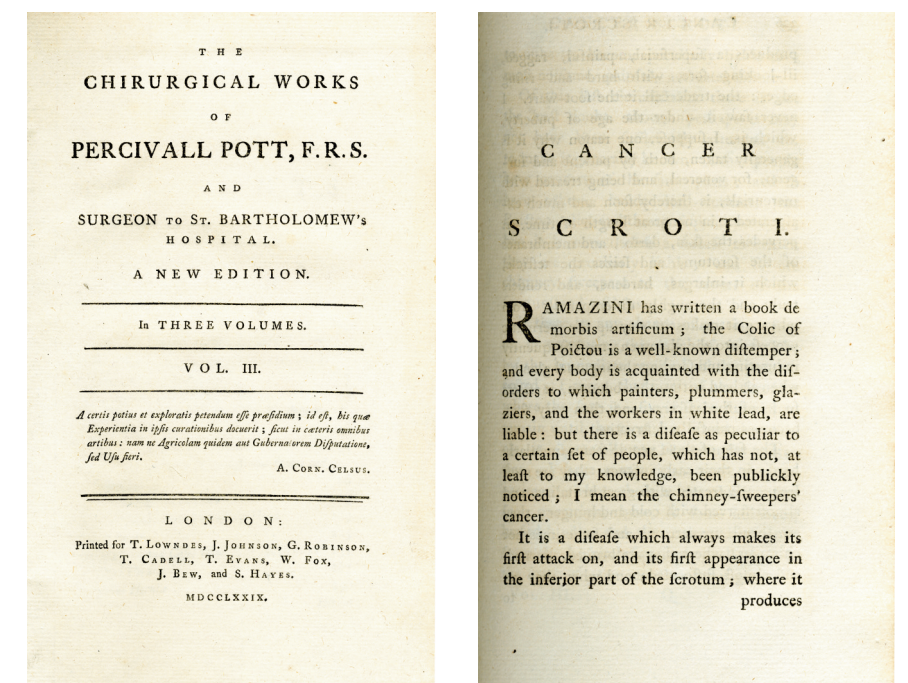 THE
CHIRURGICAL WORKS
OF
PERCIVALL POTT, F.R.S.
AND
SURGEON TO ST. BARTHOLOMEW's
HOSPITAL.
A NEW EDITION.
In THREE VOLUMES.
VOL. III.
A certis potius et exploratis petendum eſſe præſidium ; id eſt, his quæ
Experientia in ipſis curationibus docuerit ; ſicut in cæteris omnibus
artibus : nam ne Agricolam quidem aut Gubernatorem Diſputatione,
ſed Uſu fieri.
A. CORN. CELSUS.
LONDON:
Printed for T. LOWNDES, J. JOHNSON, G. ROBINSON,
T. CADELL, T. EVANS, W. FOX,
J. BEW, and S. HAYES.
MDCCLXXIX.
CANCER
SCROTI.
RAMAZINI has written a book de
morbis artificum ; the Colic of
Poictou is a well-known diſtemper ;
and every body is acquainted with the diſ-
orders to which painters, plummers, gla-
ziers, and the workers in white lead, are
liable : but there is a diſeaſe as peculiar to
a certain ſet of people, which has not, at
leaſt to my knowledge, been publickly
noticed ; I mean the chimney-ſweepers'
cancer.
It is a diſeaſe which always makes its
firſt attack on, and its firſt appearance in
the inferior part of the ſcrotum ; where it
produces